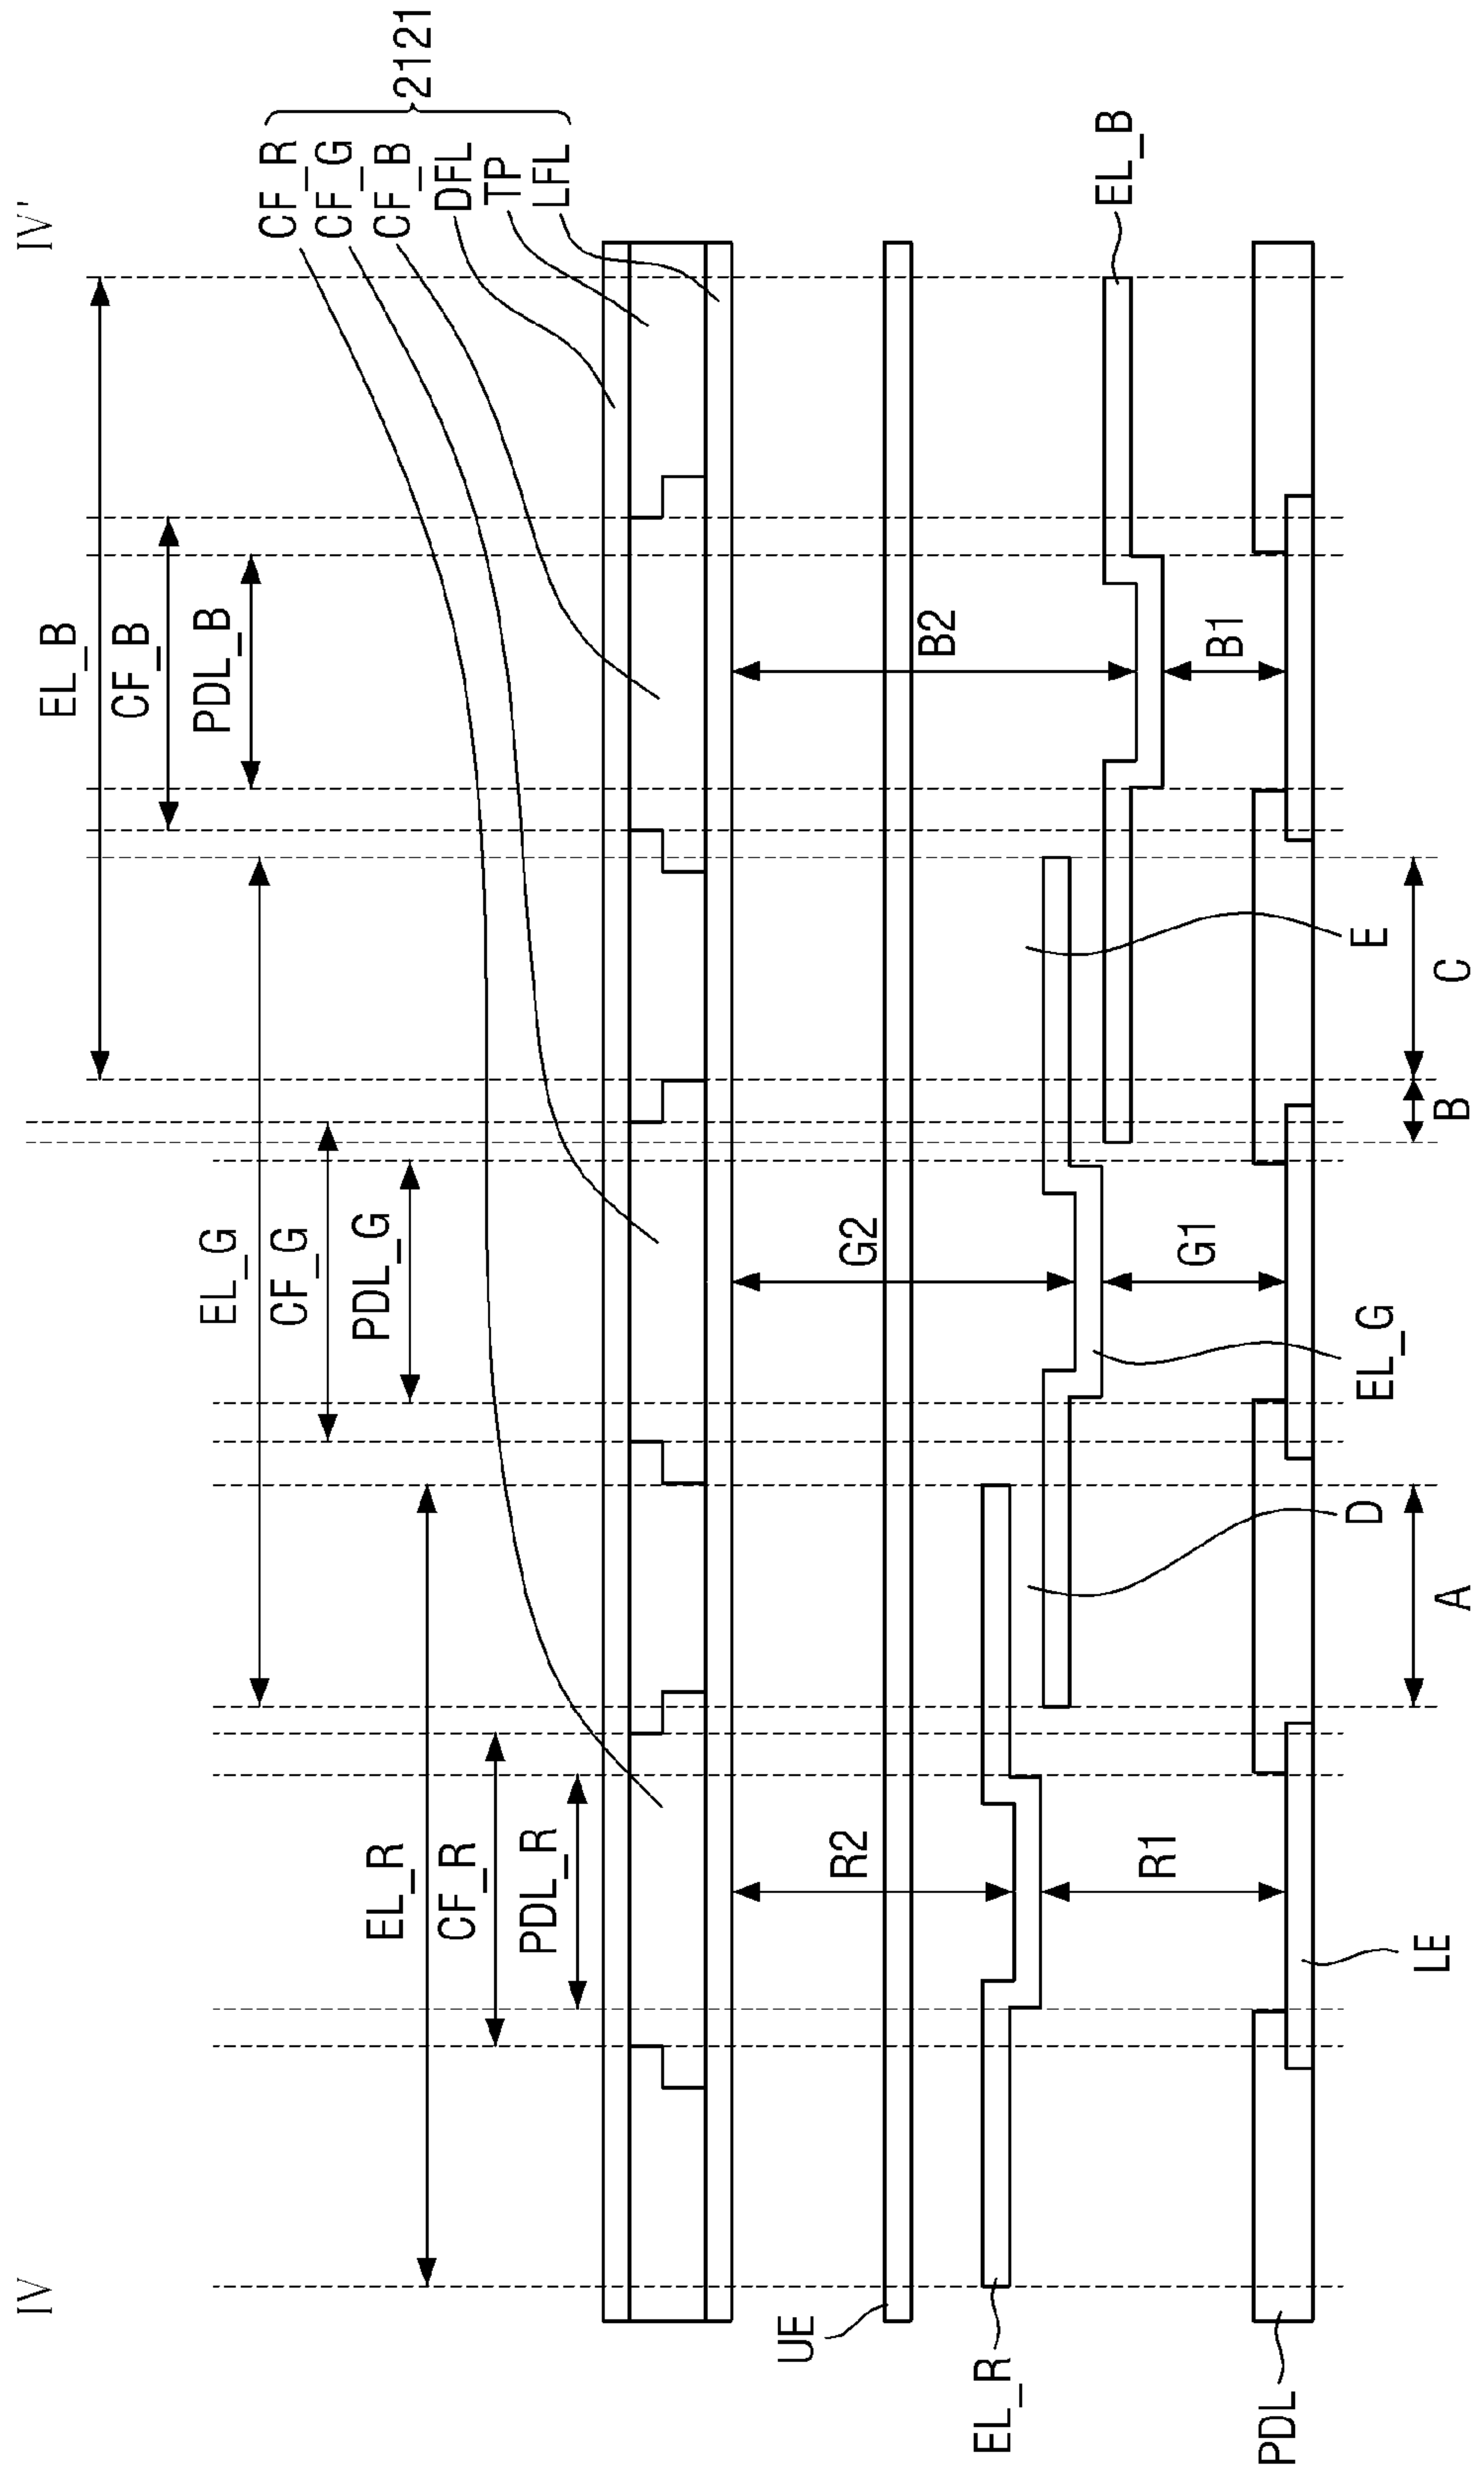 IV
IV'
EL_R
CF_R
PDL_R
EL_G
CF_G
PDL_G
EL_B
CF_B
PDL_B
CF_R
CF_G
CF_B
DFL
TP
LFL
2121
UE
R2
G2
B2
EL_R
EL_B
R1
G1
B1
PDL
LE
D
EL_G
E
A
B
C